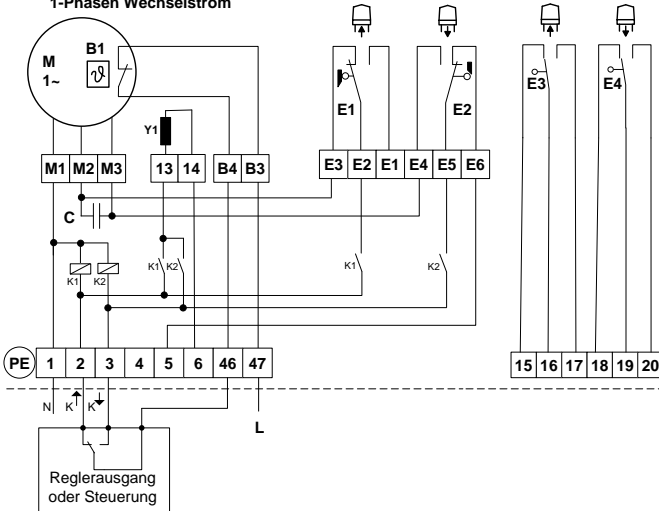 1-Phasen Wechselstrom
M
1~
B1
ϑ
Y1
E1
E2
E3
E4
M1 M2 M3
13 14
B4 B3
E3 E2 E1 E4 E5 E6
C
K1 K2
K1 K2
K1
K2
PE
1 2 3 4 5 6 46 47
15 16 17 18 19 20
N K K
L
Reglerausgang
oder Steuerung